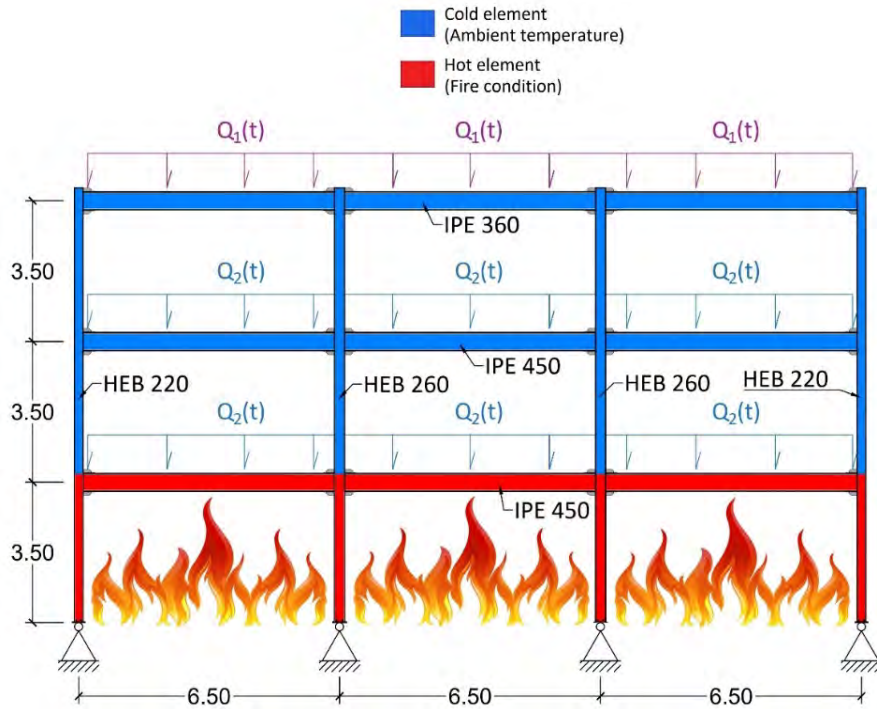 Cold element
(Ambient temperature)
Hot element
(Fire condition)
Q₁(t) Q₁(t) Q₁(t)
IPE 360
3.50
Q₂(t) Q₂(t) Q₂(t)
IPE 450
HEB 220 HEB 260 HEB 260 HEB 220
3.50
Q₂(t) Q₂(t) Q₂(t)
IPE 450
3.50
6.50 6.50 6.50